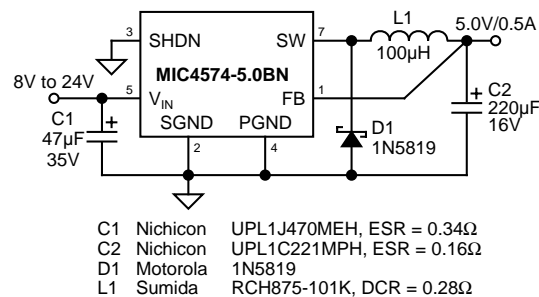 L1
5.0V/0.5A
3
SHDN
SW
7
100µH
MIC4574-5.0BN
8V to 24V
5
VIN
FB
1
C2
220µF
16V
C1
47µF
35V
SGND
PGND
2
4
D1
1N5819
C1 Nichicon UPL1J470MEH, ESR = 0.34Ω
C2 Nichicon UPL1C221MPH, ESR = 0.16Ω
D1 Motorola 1N5819
L1 Sumida RCH875-101K, DCR = 0.28Ω